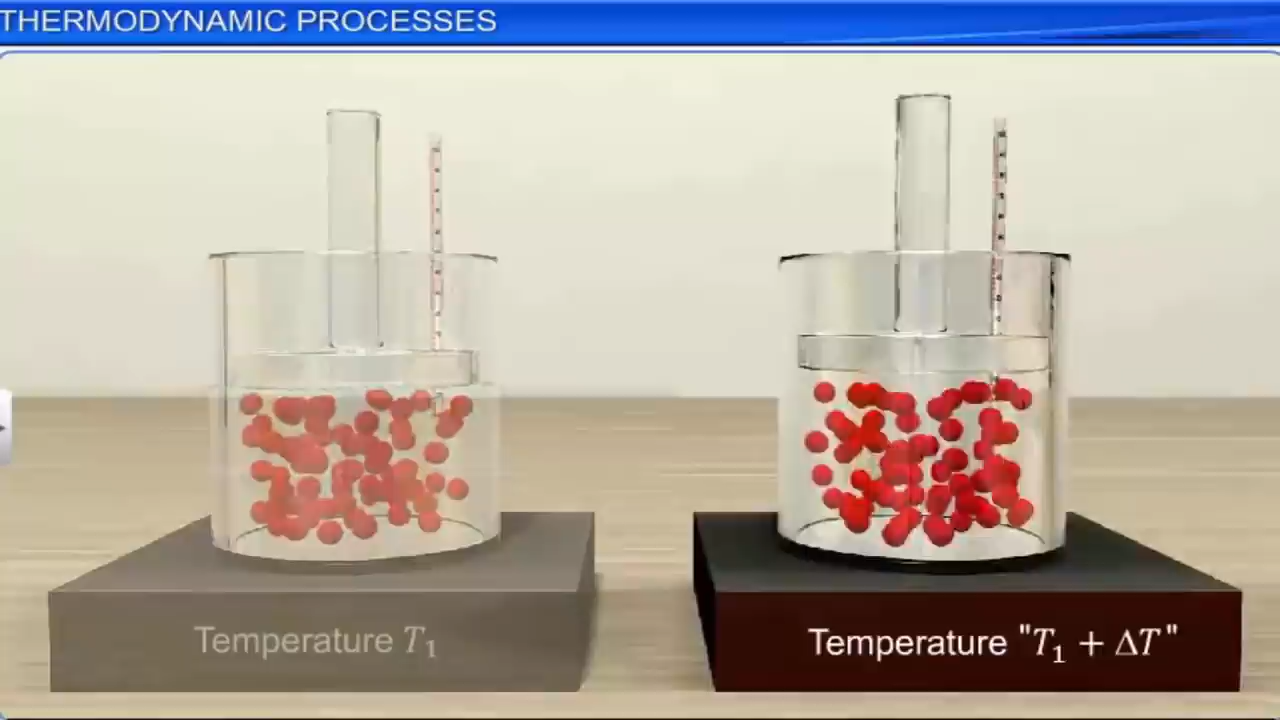 THERMODYNAMIC PROCESSES
Temperature T₁
Temperature "T₁ + ΔT"